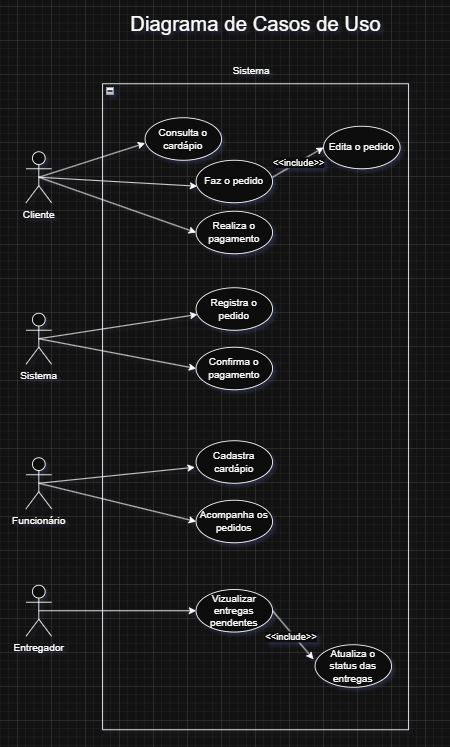 Diagrama de Casos de Uso
Sistema
Consulta o
cardápio
Edita o pedido
<<include>>
Faz o pedido
Cliente
Realiza o
pagamento
Registra o
pedido
Sistema
Confirma o
pagamento
Cadastra
cardápio
Funcionário
Acompanha os
pedidos
Vizualizar
entregas
pendentes
<<include>>
Entregador
Atualiza o
status das
entregas